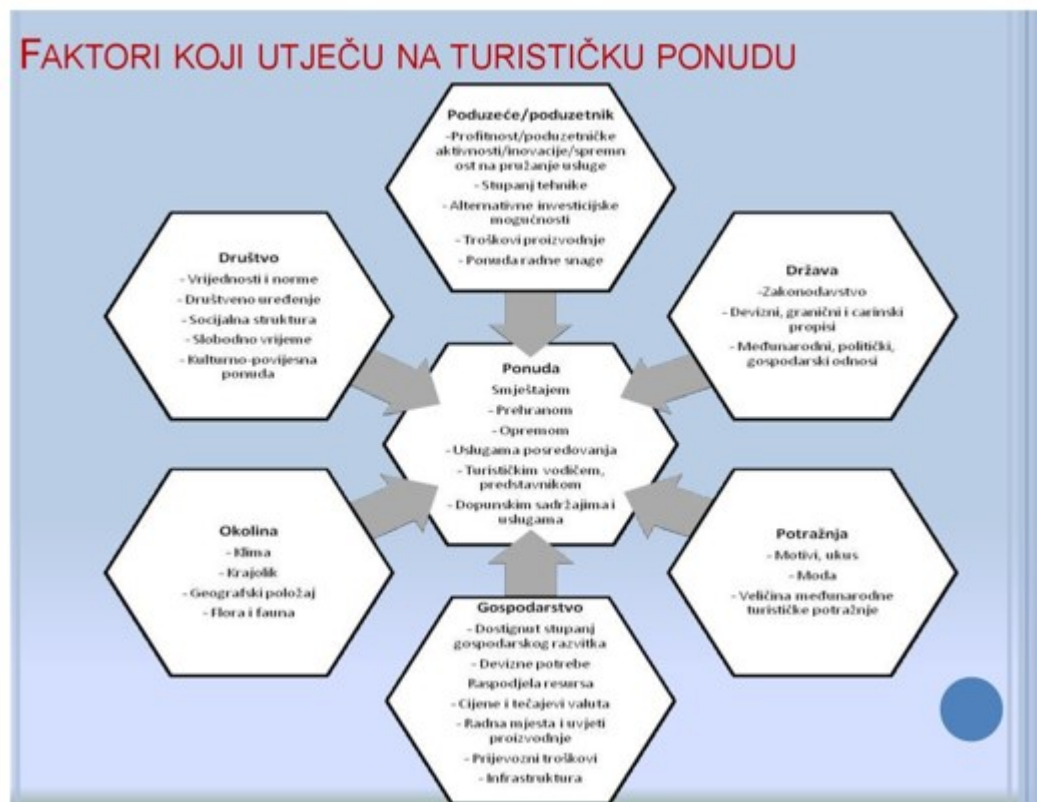 FAKTORI KOJI UTJEČU NA TURISTIČKU PONUDU
Poduzeće/poduzetnik
-Profitnost/poduzetničke
aktivnosti/inovacije/spremn
ost na pružanje usluge
- Stupanj tehnike
- Alternativne investicijske
mogućnosti
- Troškovi proizvodnje
- Ponuda radne snage
Društvo
- Vrijednosti i norme
- Društveno uređenje
- Socijalna struktura
- Slobodno vrijeme
- Kulturno-povijesna
ponuda
Država
-Zakonodavstvo
- Devizni, granični i carinski
propisi
- Međunarodni, politički,
gospodarski odnosi
Ponuda
Smještajem
- Prehranom
- Opremom
- Uslugama posredovanja
- Turističkim vodičem,
predstavnikom
- Dopunskim sadržajima i
uslugama
Okolina
- Klima
- Krajolik
- Geografski položaj
- Flora i fauna
Potražnja
- Motivi, ukus
- Moda
- Veličina međunarodne
turističke potražnje
Gospodarstvo
- Dostignut stupanj
gospodarskog razvitka
- Devizne potrebe
Raspodjela resursa
- Cijene i tečajevi valuta
- Radna mjesta i uvjeti
proizvodnje
- Prijevozni troškovi
- Infrastruktura